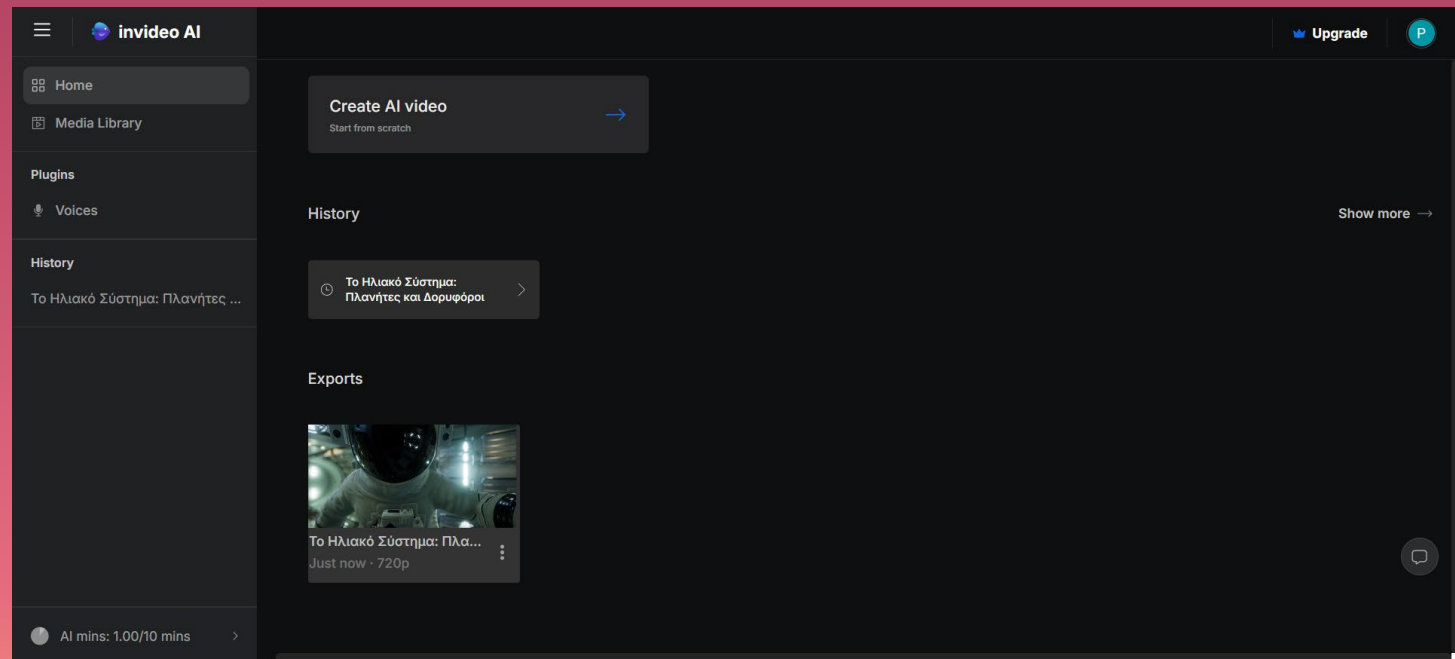 invideo AI
Upgrade
P
Home
Media Library
Plugins
Voices
History
Το Ηλιακό Σύστημα: Πλανήτες ...
AI mins: 1.00/10 mins
Create AI video
Start from scratch
History
Show more
Το Ηλιακό Σύστημα:
Πλανήτες και Δορυφόροι
Exports
Το Ηλιακό Σύστημα: Πλα...
Just now · 720p